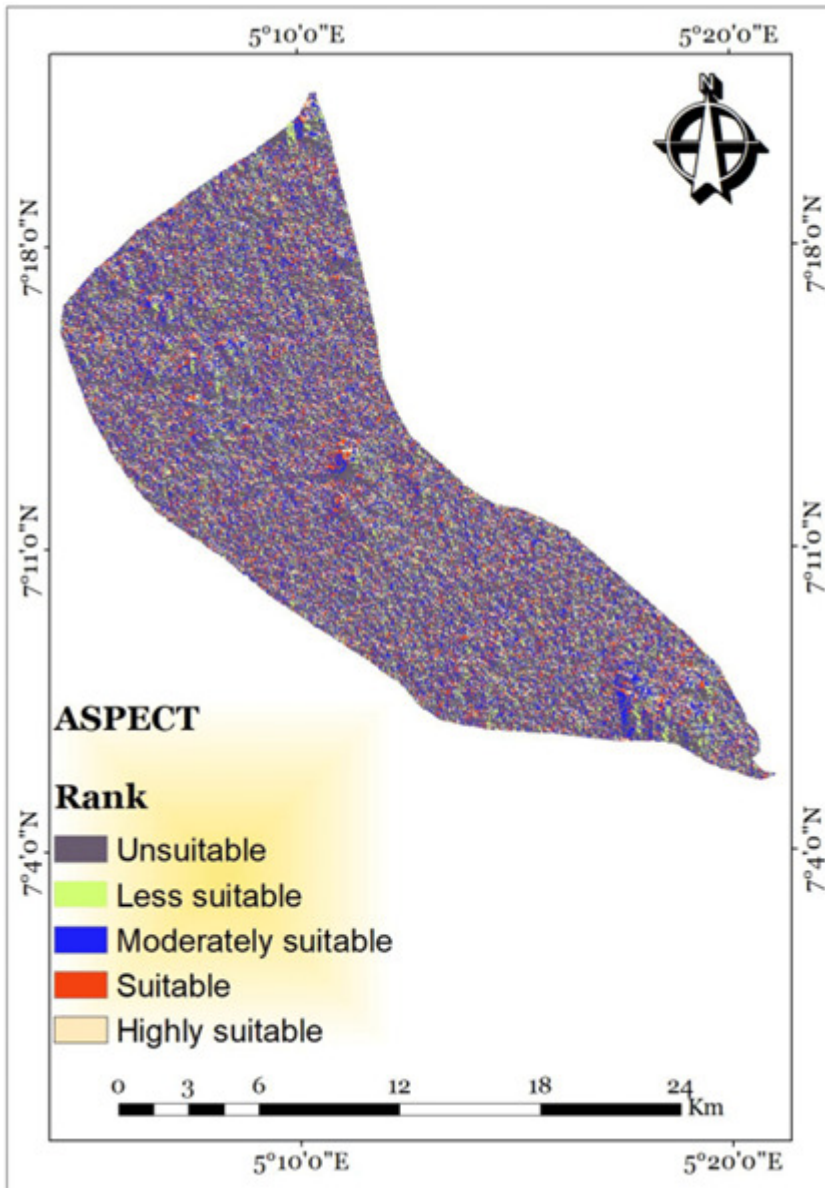 5°10'0"E 5°20'0"E
N
7°18'0"N 7°18'0"N
7°11'0"N 7°11'0"N
ASPECT
Rank
7°4'0"N 7°4'0"N
Unsuitable
Less suitable
Moderately suitable
Suitable
Highly suitable
0 3 6 12 18 24
Km
5°10'0"E 5°20'0"E